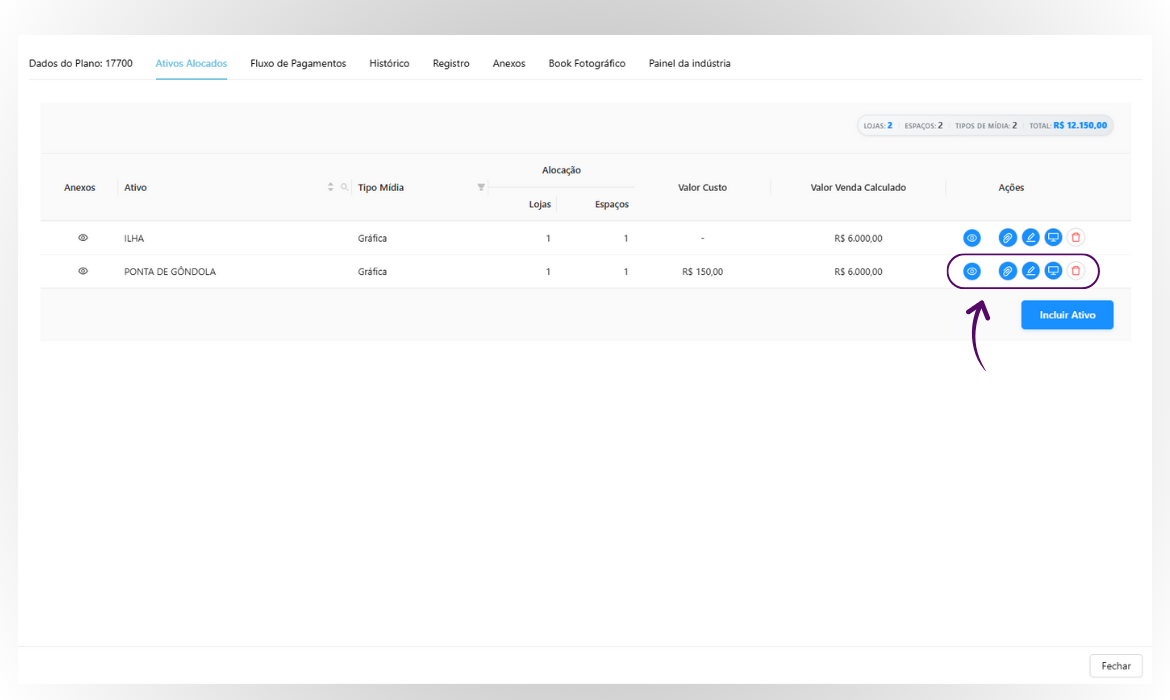 Dados do Plano: 17700 Ativos Alocados Fluxo de Pagamentos Histórico Registro Anexos Book Fotográfico Painel da indústria
LOJAS: 2 ESPAÇOS: 2 TIPOS DE MÍDIA: 2 TOTAL: R$ 12.150,00
Alocação
Anexos Ativo Tipo Mídia Valor Custo Valor Venda Calculado Ações
Lojas Espaços
ILHA Gráfica 1 1 - R$ 6.000,00
PONTA DE GÔNDOLA Gráfica 1 1 R$ 150,00 R$ 6.000,00
Incluir Ativo
Fechar